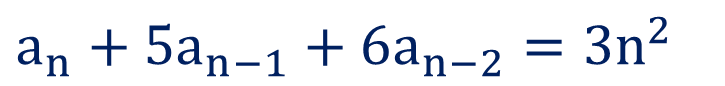 aₙ + 5aₙ₋₁ + 6aₙ₋₂ = 3n²